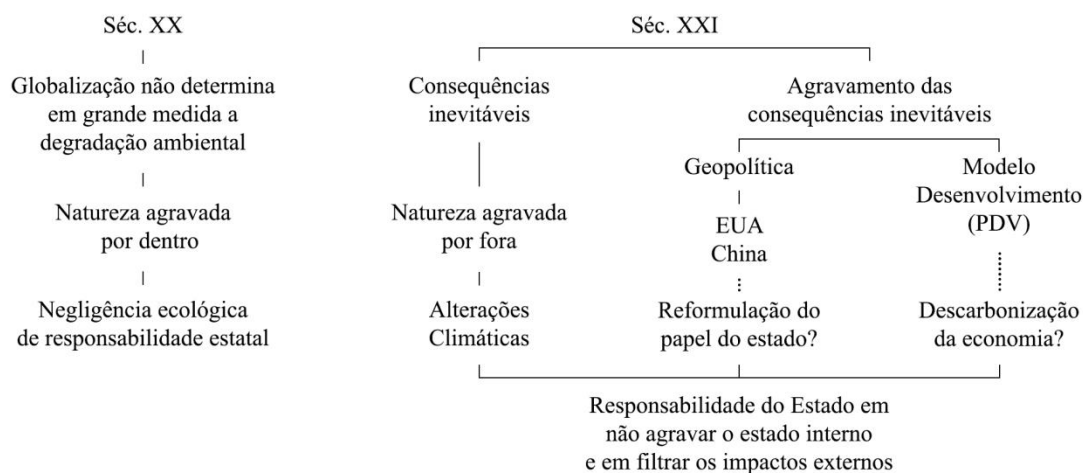 Séc. XX
Globalização não determina
em grande medida a
degradação ambiental
Natureza agravada
por dentro
Negligência ecológica
de responsabilidade estatal
Séc. XXI
Consequências
inevitáveis
Natureza agravada
por fora
Alterações
Climáticas
Agravamento das
consequências inevitáveis
Geopolítica
EUA
China
Reformulação do
papel do estado?
Modelo
Desenvolvimento
(PDV)
Descarbonização
da economia?
Responsabilidade do Estado em
não agravar o estado interno
e em filtrar os impactos externos